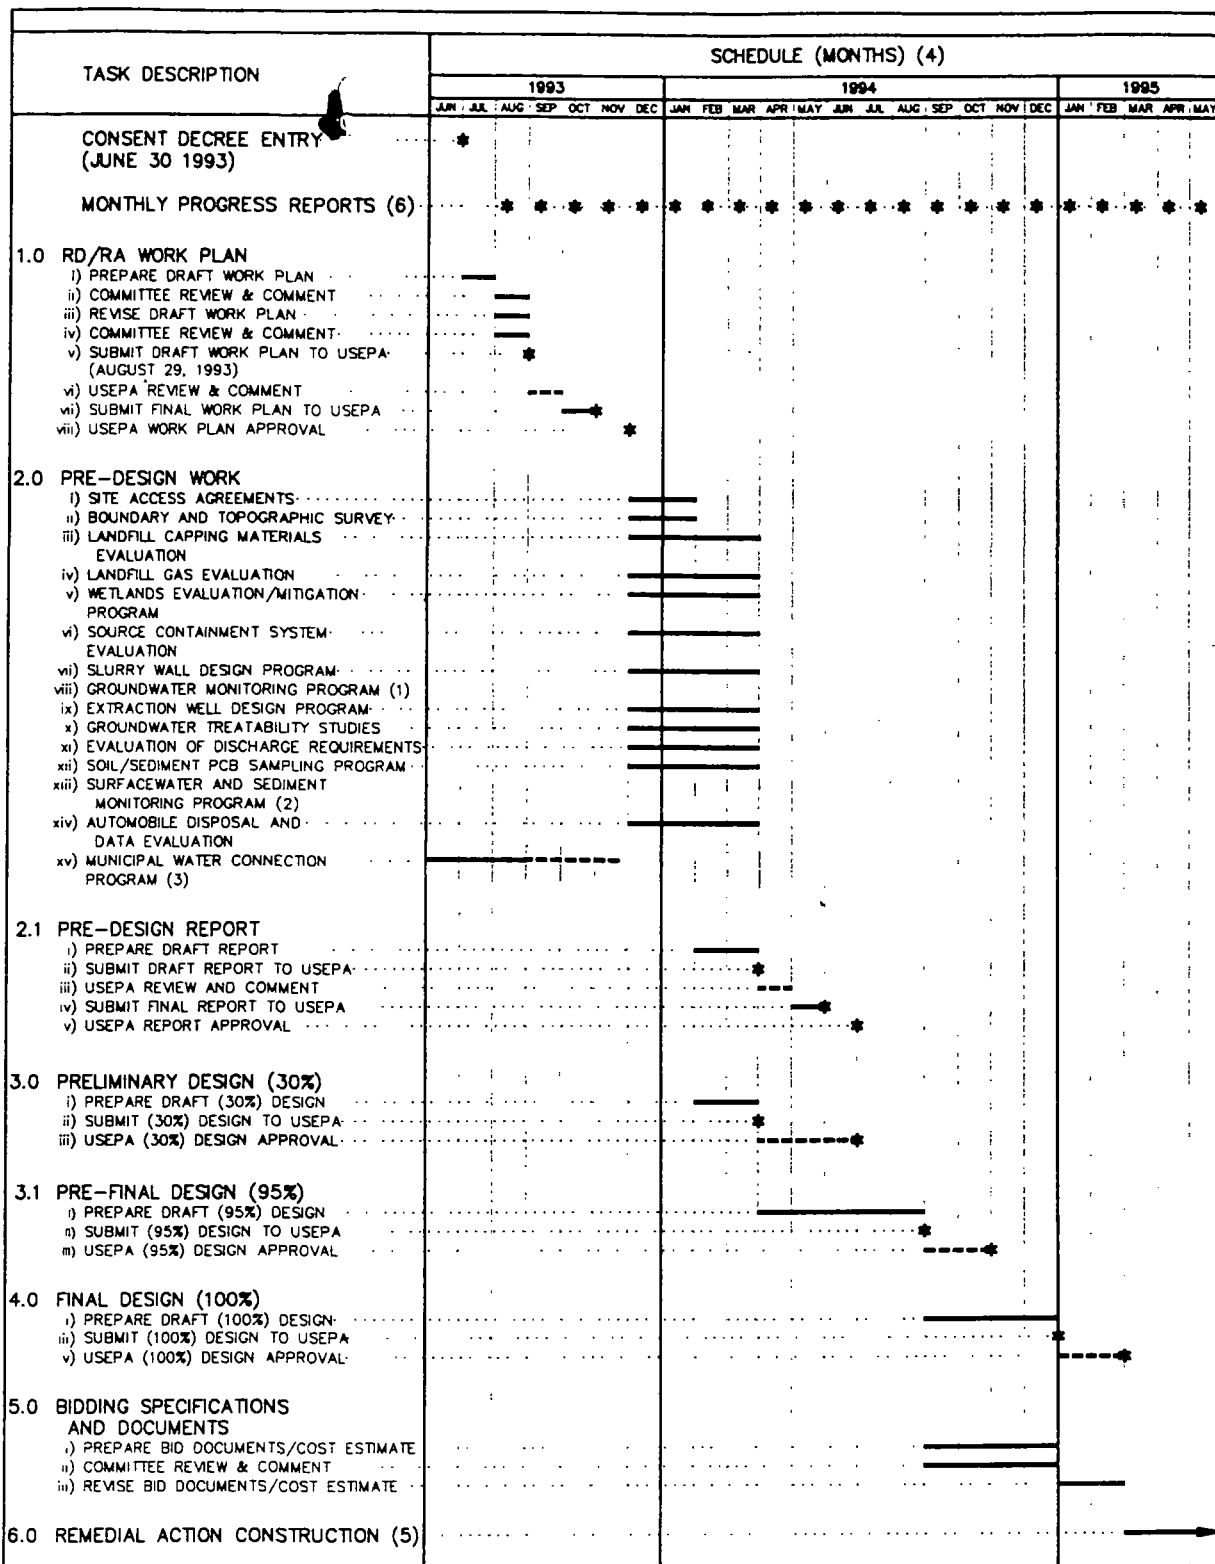 SCHEDULE (MONTHS) (4)
TASK DESCRIPTION
1993 1994 1995
JUN JUL AUG SEP OCT NOV DEC JAN FEB MAR APR MAY JUN JUL AUG SEP OCT NOV DEC JAN FEB MAR APR MAY
CONSENT DECREE ENTRY
(JUNE 30 1993)
MONTHLY PROGRESS REPORTS (6)
1.0 RD/RA WORK PLAN
i) PREPARE DRAFT WORK PLAN
ii) COMMITTEE REVIEW & COMMENT
iii) REVISE DRAFT WORK PLAN
iv) COMMITTEE REVIEW & COMMENT
v) SUBMIT DRAFT WORK PLAN TO USEPA
(AUGUST 29, 1993)
vi) USEPA REVIEW & COMMENT
vii) SUBMIT FINAL WORK PLAN TO USEPA
viii) USEPA WORK PLAN APPROVAL
2.0 PRE-DESIGN WORK
i) SITE ACCESS AGREEMENTS
ii) BOUNDARY AND TOPOGRAPHIC SURVEY
iii) LANDFILL CAPPING MATERIALS
EVALUATION
iv) LANDFILL GAS EVALUATION
v) WETLANDS EVALUATION/MITIGATION
PROGRAM
vi) SOURCE CONTAINMENT SYSTEM
EVALUATION
vii) SLURRY WALL DESIGN PROGRAM
viii) GROUNDWATER MONITORING PROGRAM (1)
ix) EXTRACTION WELL DESIGN PROGRAM
x) GROUNDWATER TREATABILITY STUDIES
xi) EVALUATION OF DISCHARGE REQUIREMENTS
xii) SOIL/SEDIMENT PCB SAMPLING PROGRAM
xiii) SURFACEWATER AND SEDIMENT
MONITORING PROGRAM (2)
xiv) AUTOMOBILE DISPOSAL AND
DATA EVALUATION
xv) MUNICIPAL WATER CONNECTION
PROGRAM (3)
2.1 PRE-DESIGN REPORT
i) PREPARE DRAFT REPORT
ii) SUBMIT DRAFT REPORT TO USEPA
iii) USEPA REVIEW AND COMMENT
iv) SUBMIT FINAL REPORT TO USEPA
v) USEPA REPORT APPROVAL
3.0 PRELIMINARY DESIGN (30%)
i) PREPARE DRAFT (30%) DESIGN
ii) SUBMIT (30%) DESIGN TO USEPA
iii) USEPA (30%) DESIGN APPROVAL
3.1 PRE-FINAL DESIGN (95%)
i) PREPARE DRAFT (95%) DESIGN
ii) SUBMIT (95%) DESIGN TO USEPA
iii) USEPA (95%) DESIGN APPROVAL
4.0 FINAL DESIGN (100%)
i) PREPARE DRAFT (100%) DESIGN
iii) SUBMIT (100%) DESIGN TO USEPA
v) USEPA (100%) DESIGN APPROVAL
5.0 BIDDING SPECIFICATIONS
AND DOCUMENTS
i) PREPARE BID DOCUMENTS/COST ESTIMATE
ii) COMMITTEE REVIEW & COMMENT
iii) REVISE BID DOCUMENTS/COST ESTIMATE
6.0 REMEDIAL ACTION CONSTRUCTION (5)